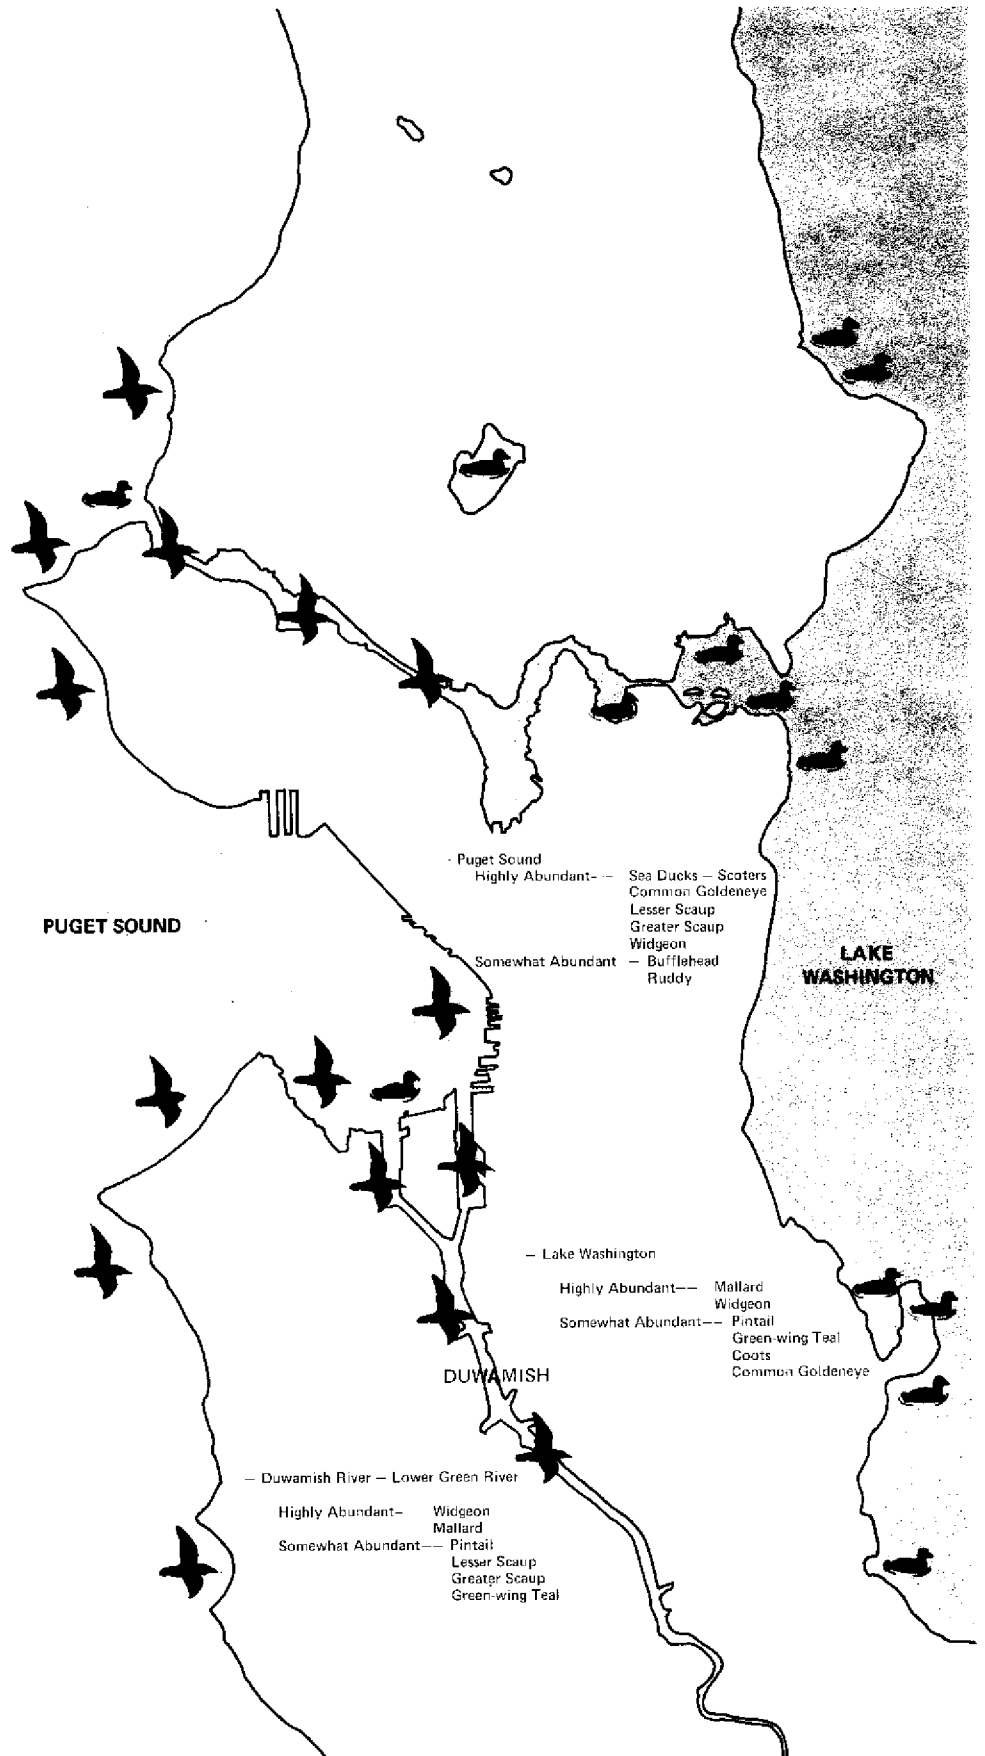 - Puget Sound
Highly Abundant- — Sea Ducks — Scoters
Common Goldeneye
Lesser Scaup
Greater Scaup
Widgeon
Somewhat Abundant — Bufflehead
Ruddy
PUGET SOUND
LAKE
WASHINGTON
— Lake Washington
Highly Abundant—— Mallard
Widgeon
Somewhat Abundant—— Pintail
Green-wing Teal
Coots
Common Goldeneye
DUWAMISH
— Duwamish River — Lower Green River
Highly Abundant— Widgeon
Mallard
Somewhat Abundant—— Pintail
Lesser Scaup
Greater Scaup
Green-wing Teal